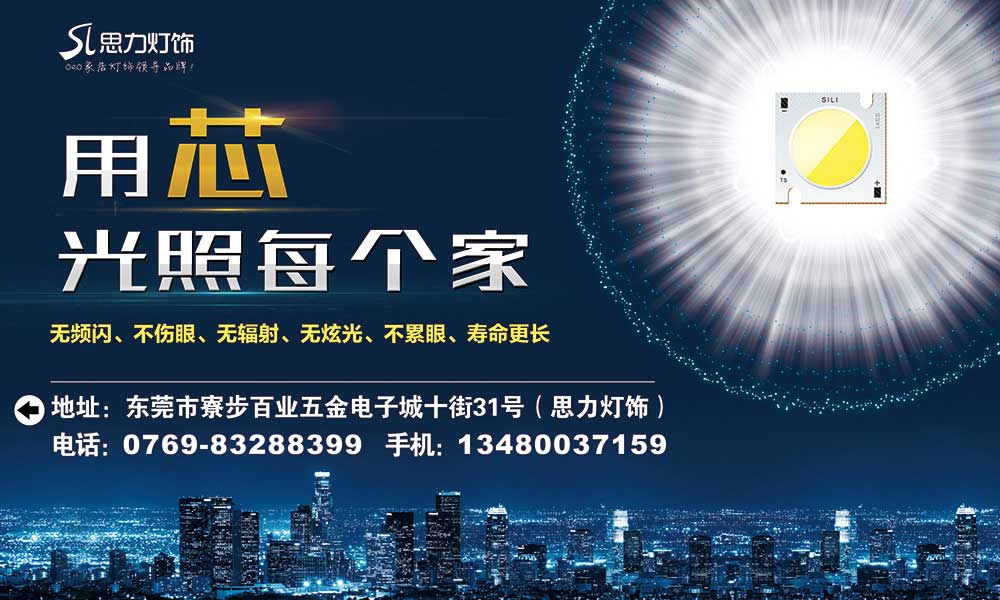 SL思力灯饰
O2O家居灯饰领导品牌!
用芯
光照每个家
无频闪、不伤眼、无辐射、无炫光、不累眼、寿命更长
地址：东莞市寮步百业五金电子城十街31号（思力灯饰）
电话：0769-83288399 手机：13480037159
SILI
TS